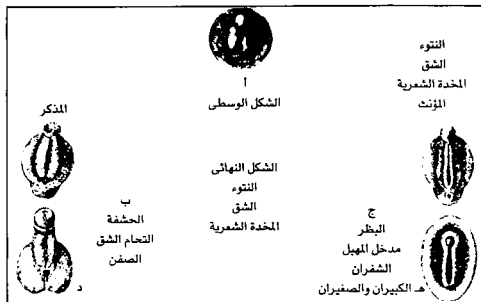 النتوء
الشق
المخدة الشعرية
المؤنث
أ
الشكل الوسطى
المذكر
الشكل النهائى
النتوء
الشق
المخدة الشعرية
ب
الحشفة
التحام الشق
الصفن
د
ج
البظر
مدخل المهبل
الشفران
هـ الكبيران والصفيران